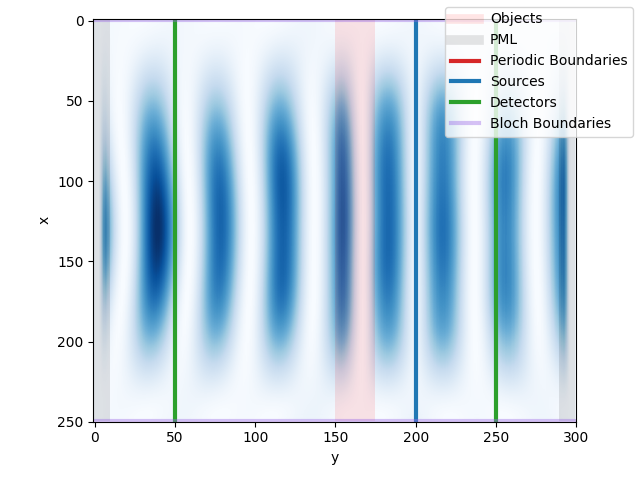 Objects
PML
Periodic Boundaries
Sources
Detectors
Bloch Boundaries
0
50
100
150
200
250
x
0
50
100
150
200
250
300
y